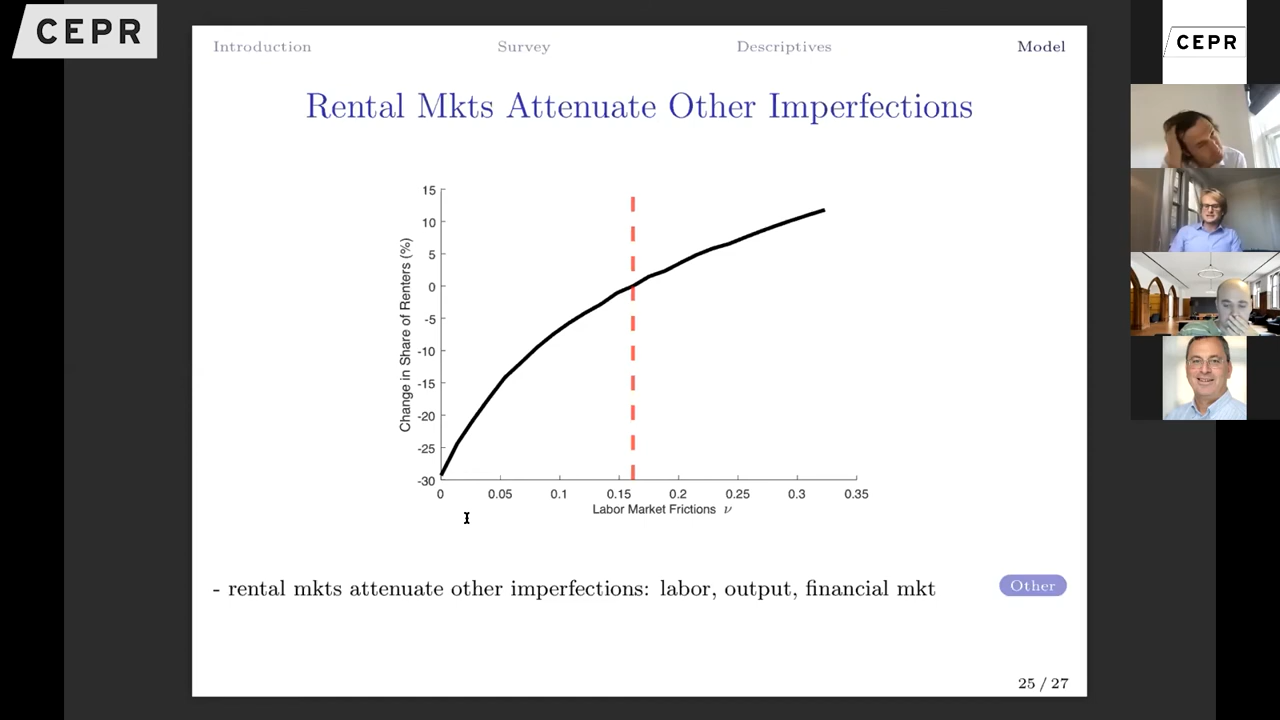 CEPR
CEPR
Introduction Survey Descriptives Model
Rental Mkts Attenuate Other Imperfections
Change in Share of Renters (%)
15
10
5
0
-5
-10
-15
-20
-25
-30
0 0.05 0.1 0.15 0.2 0.25 0.3 0.35
Labor Market Frictions ν
- rental mkts attenuate other imperfections: labor, output, financial mkt
Other
25 / 27